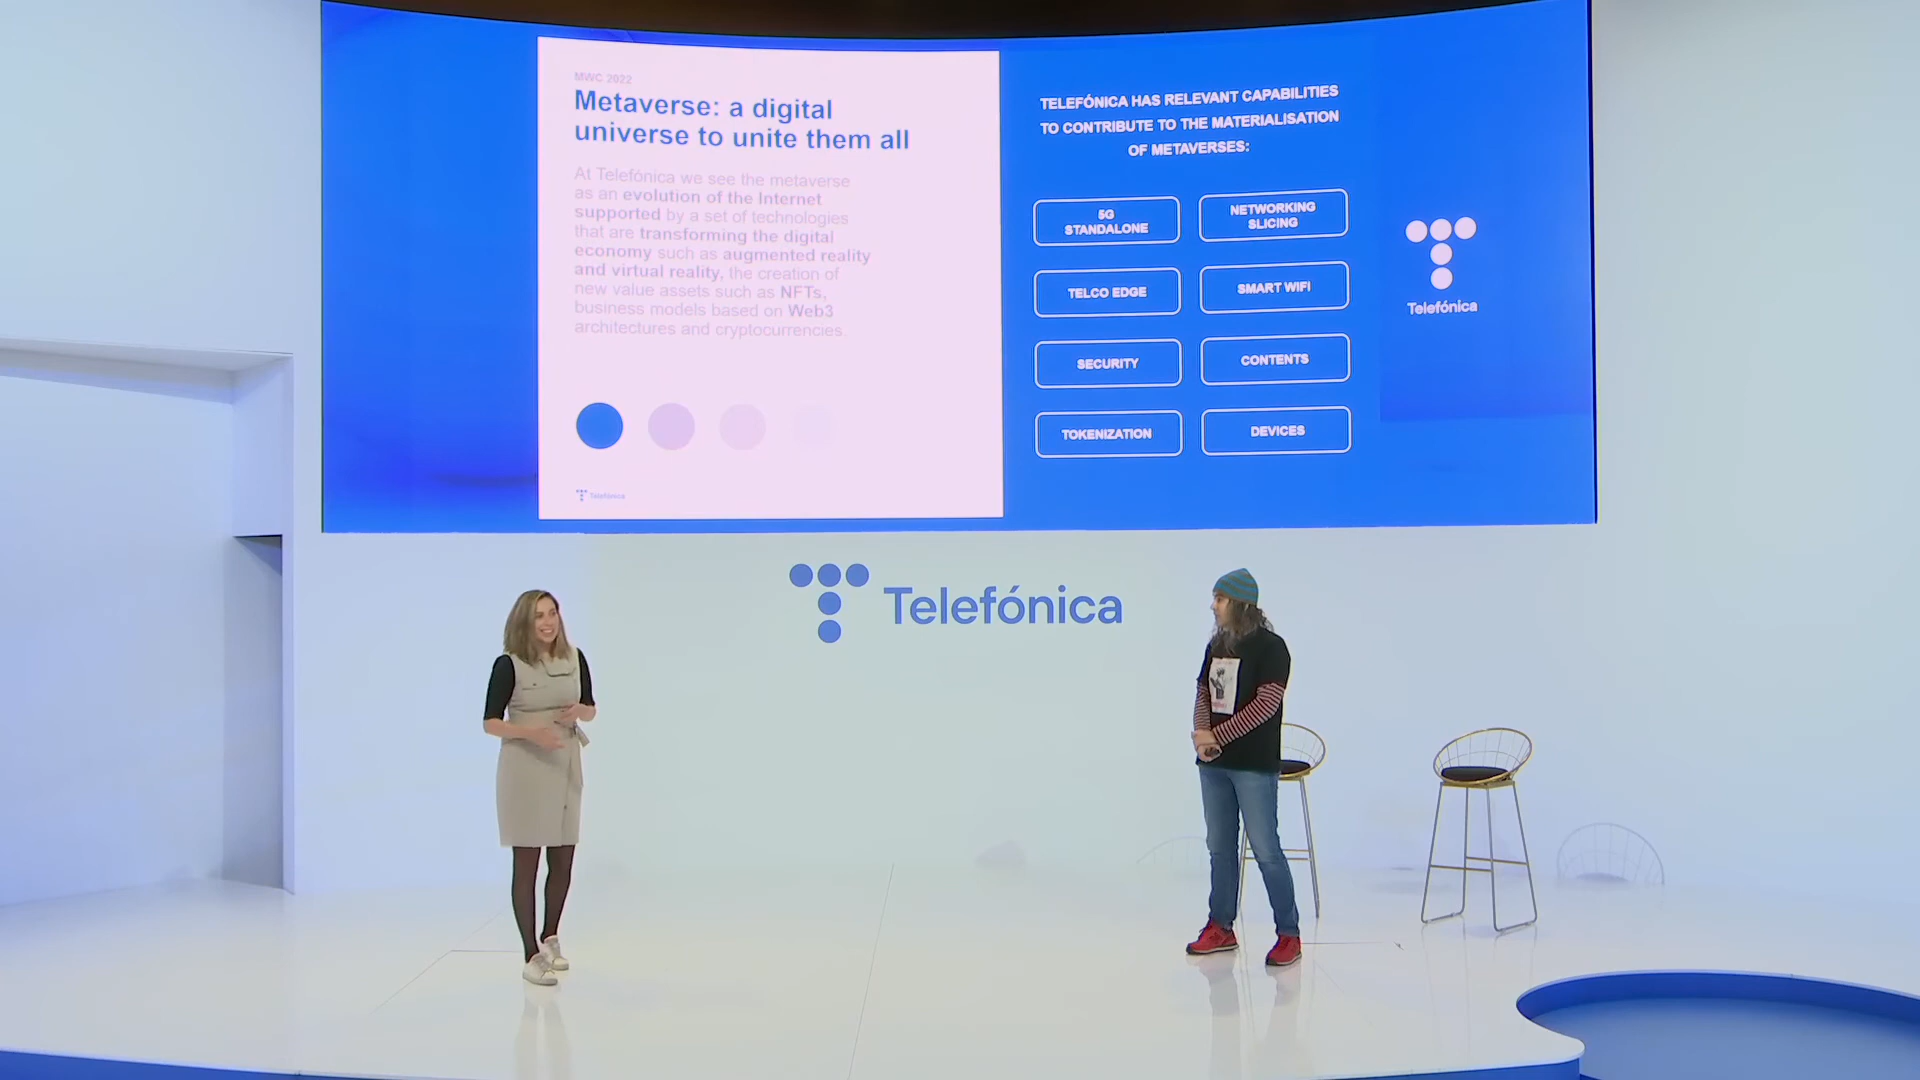 MWC 2022
Metaverse: a digital
universe to unite them all
At Telefónica we see the metaverse
as an evolution of the Internet
supported by a set of technologies
that are transforming the digital
economy such as augmented reality
and virtual reality, the creation of
new value assets such as NFTs,
business models based on Web3
architectures and cryptocurrencies.
Telefónica
TELEFÓNICA HAS RELEVANT CAPABILITIES
TO CONTRIBUTE TO THE MATERIALISATION
OF METAVERSES:
5G
STANDALONE
NETWORKING
SLICING
TELCO EDGE
SMART WIFI
SECURITY
CONTENTS
TOKENIZATION
DEVICES
Telefónica
Telefónica